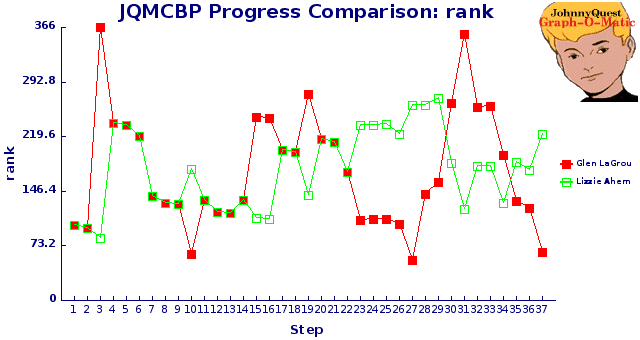 JQMCBP Progress Comparison: rank
JohnnyQuest
Graph-O-Matic
366
292.8
219.6
146.4
73.2
0
rank
Glen LaGrou
Lizzie Ahern
1 2 3 4 5 6 7 8 9 10 11 12 13 14 15 16 17 18 19 20 21 22 23 24 25 26 27 28 29 30 31 32 33 34 35 36 37
Step